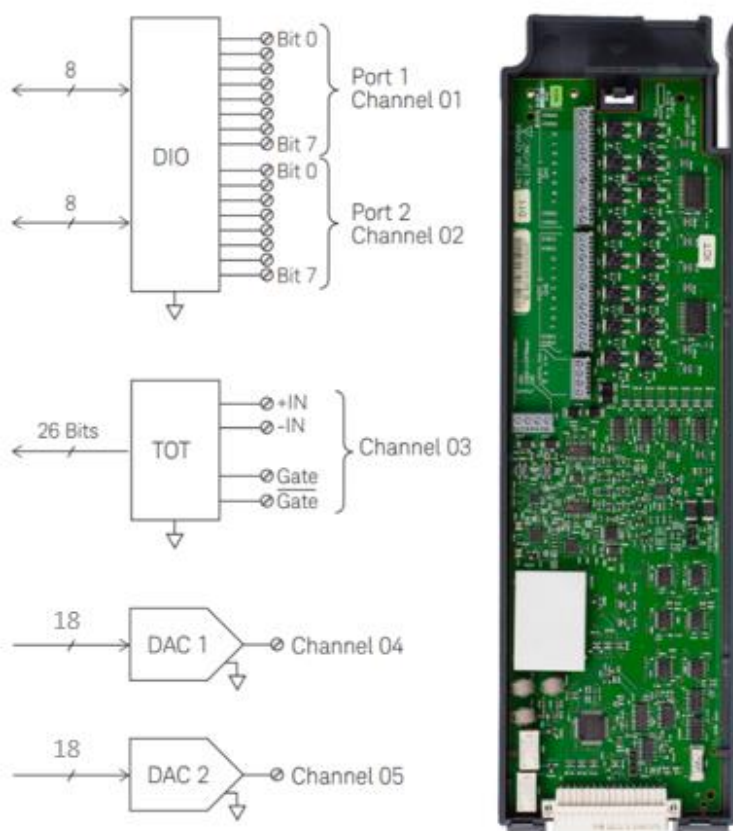 8
DIO
Bit 0
Bit 7
Port 1
Channel 01
8
Bit 0
Bit 7
Port 2
Channel 02
26 Bits
TOT
+IN
-IN
Gate
Gate
Channel 03
18
DAC 1
Channel 04
18
DAC 2
Channel 05
ICT